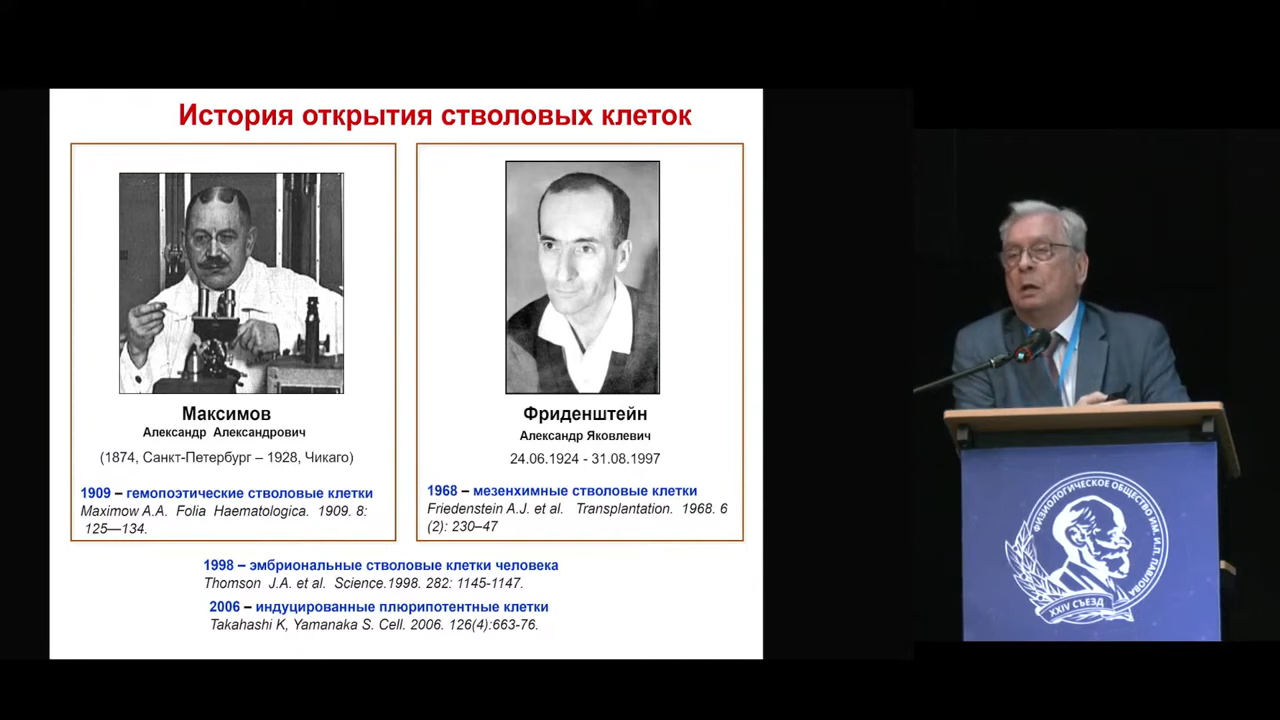 История открытия стволовых клеток
Максимов
Александр Александрович
(1874, Санкт-Петербург – 1928, Чикаго)
1909 – гемопоэтические стволовые клетки
Maximow A.A. Folia Haematologica. 1909. 8:
125—134.
Фриденштейн
Александр Яковлевич
24.06.1924 - 31.08.1997
1968 – мезенхимные стволовые клетки
Friedenstein A.J. et al. Transplantation. 1968. 6
(2): 230–47
1998 – эмбриональные стволовые клетки человека
Thomson J.A. et al. Science.1998. 282: 1145-1147.
2006 – индуцированные плюрипотентные клетки
Takahashi K, Yamanaka S. Cell. 2006. 126(4):663-76.
ФИЗИОЛОГИЧЕСКОЕ ОБЩЕСТВО ИМ. И.П. ПАВЛОВА
XXIV СЪЕЗД